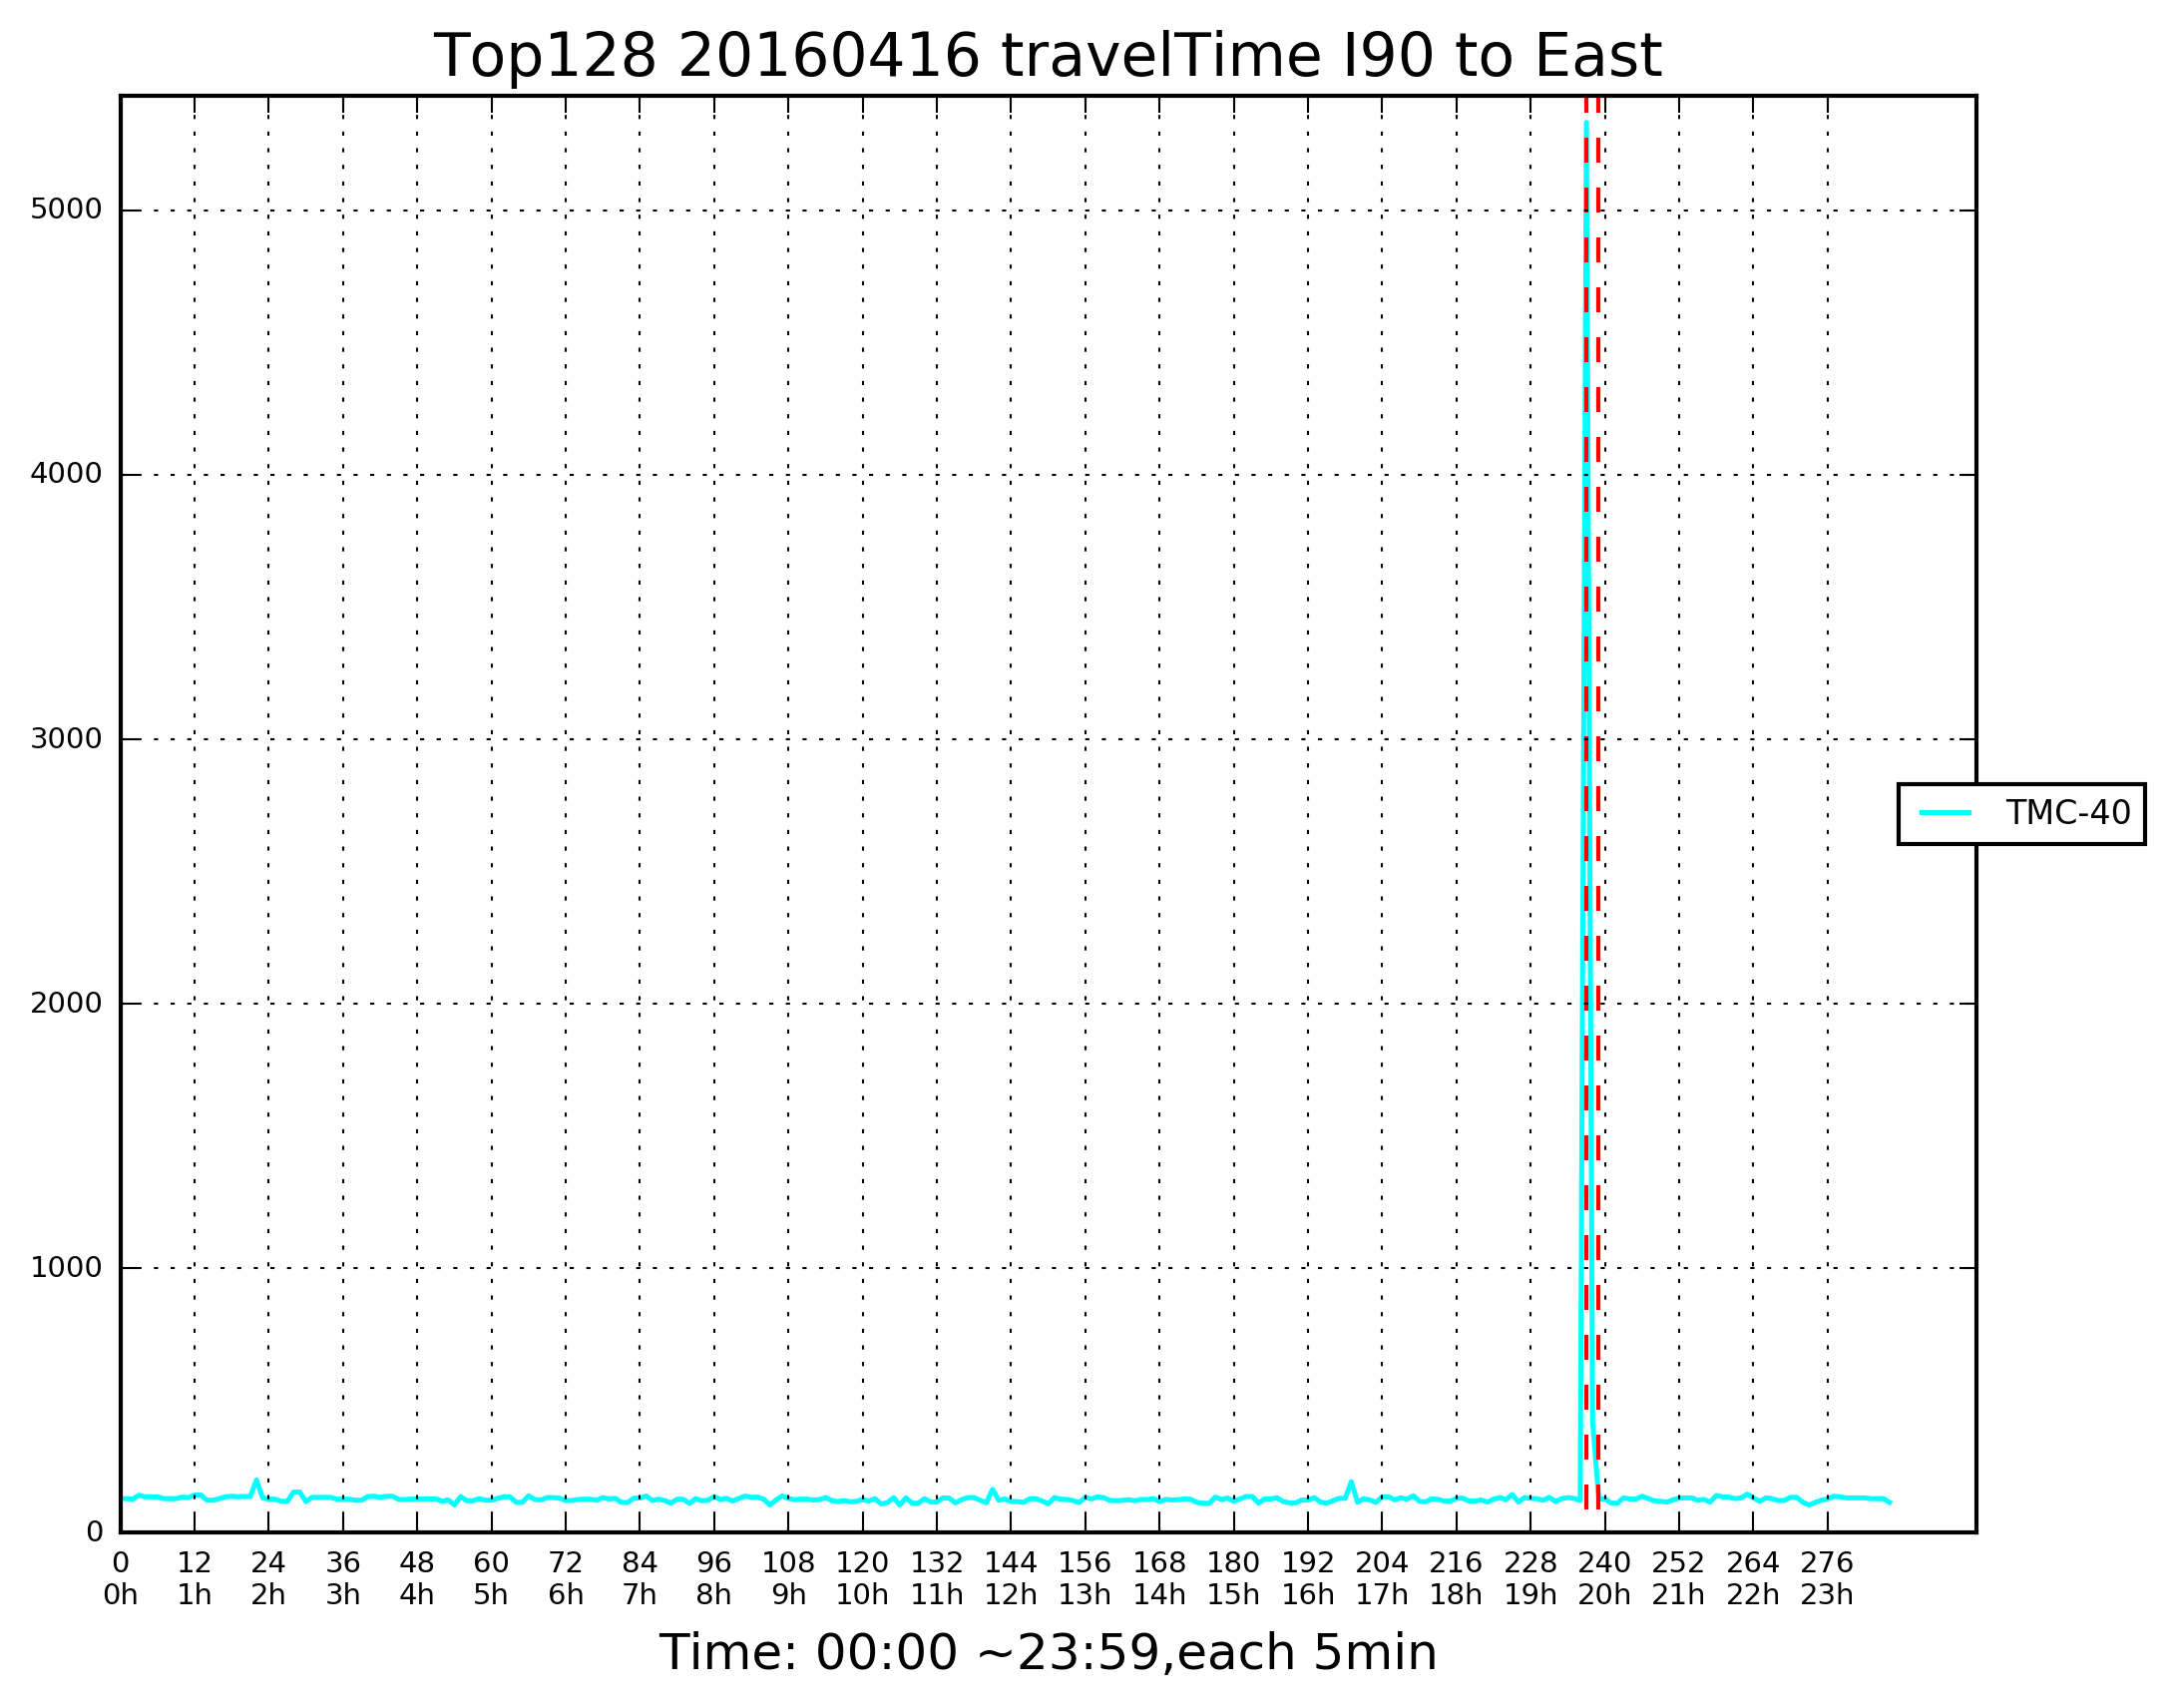 Top128 20160416 travelTime I90 to East
5000
4000
3000
2000
1000
0
TMC-40
0 12 24 36 48 60 72 84 96 108 120 132 144 156 168 180 192 204 216 228 240 252 264 276
0h 1h 2h 3h 4h 5h 6h 7h 8h 9h 10h 11h 12h 13h 14h 15h 16h 17h 18h 19h 20h 21h 22h 23h
Time: 00:00 ~23:59,each 5min